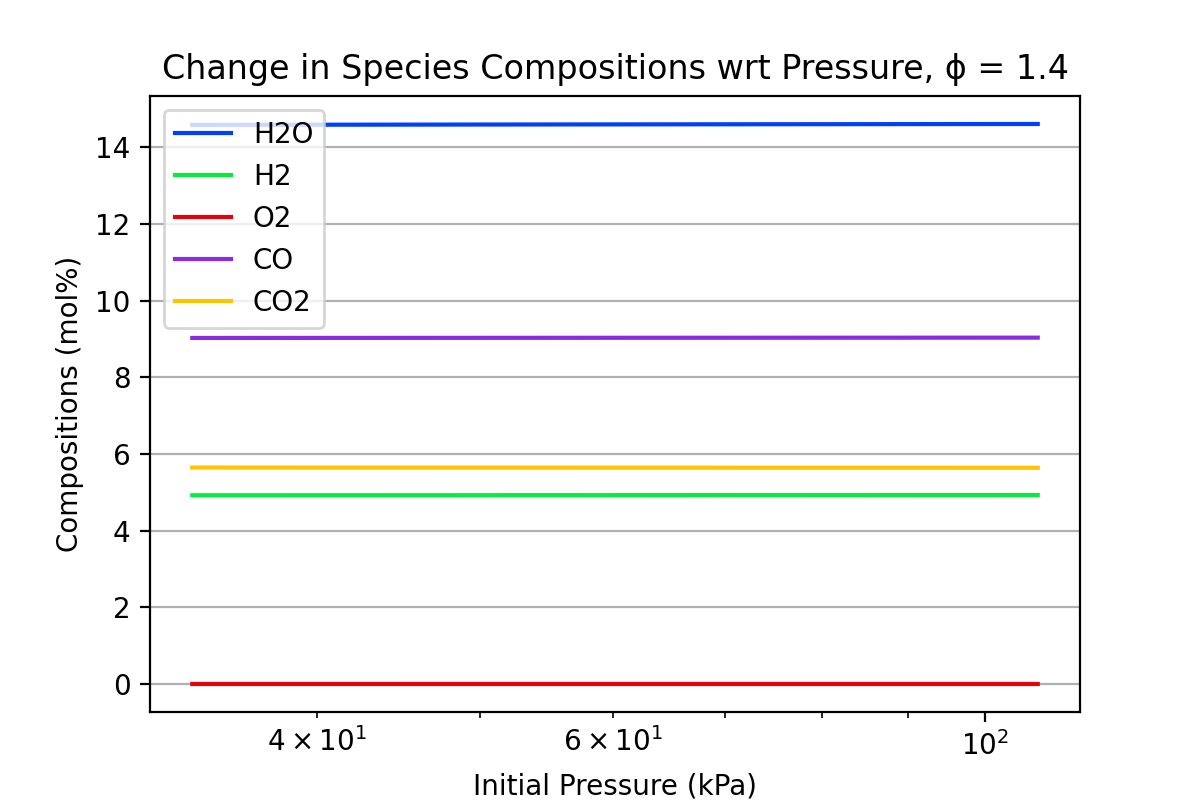 Change in Species Compositions wrt Pressure, ϕ = 1.4
H2O
H2
O2
CO
CO2
14
12
10
8
6
4
2
0
Compositions (mol%)
4 × 10¹
6 × 10¹
10²
Initial Pressure (kPa)